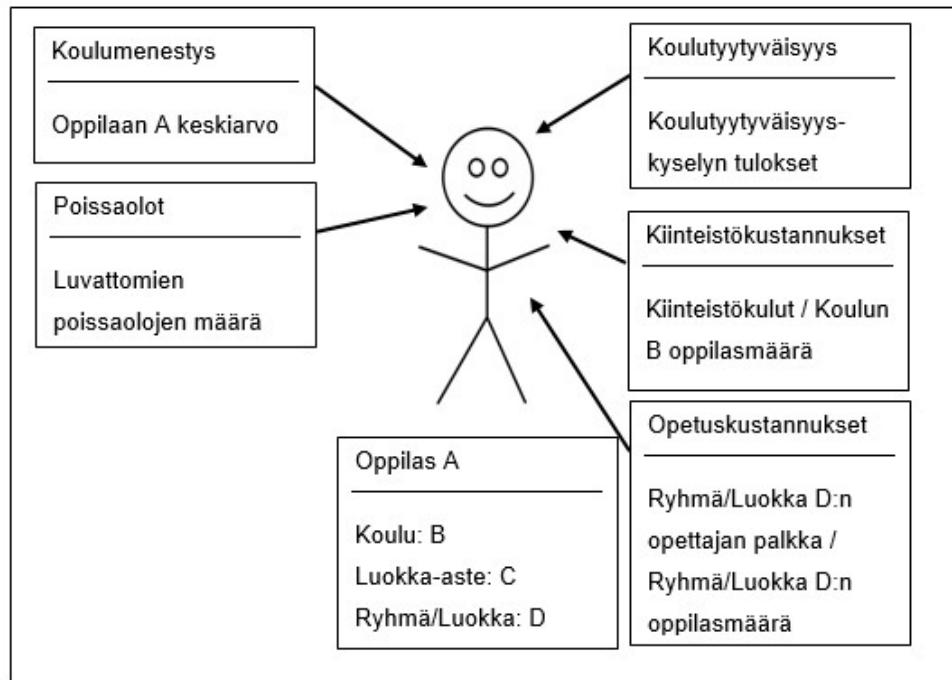 Koulumenestys
Oppilaan A keskiarvo
Poissaolot
Luvattomien
poissaolojen määrä
Koulutyytyväisyys
Koulutyytyväisyys-
kyselyn tulokset
Kiinteistökustannukset
Kiinteistökulut / Koulun
B oppilasmäärä
Opetuskustannukset
Ryhmä/Luokka D:n
opettajan palkka /
Ryhmä/Luokka D:n
oppilasmäärä
Oppilas A
Koulu: B
Luokka-aste: C
Ryhmä/Luokka: D